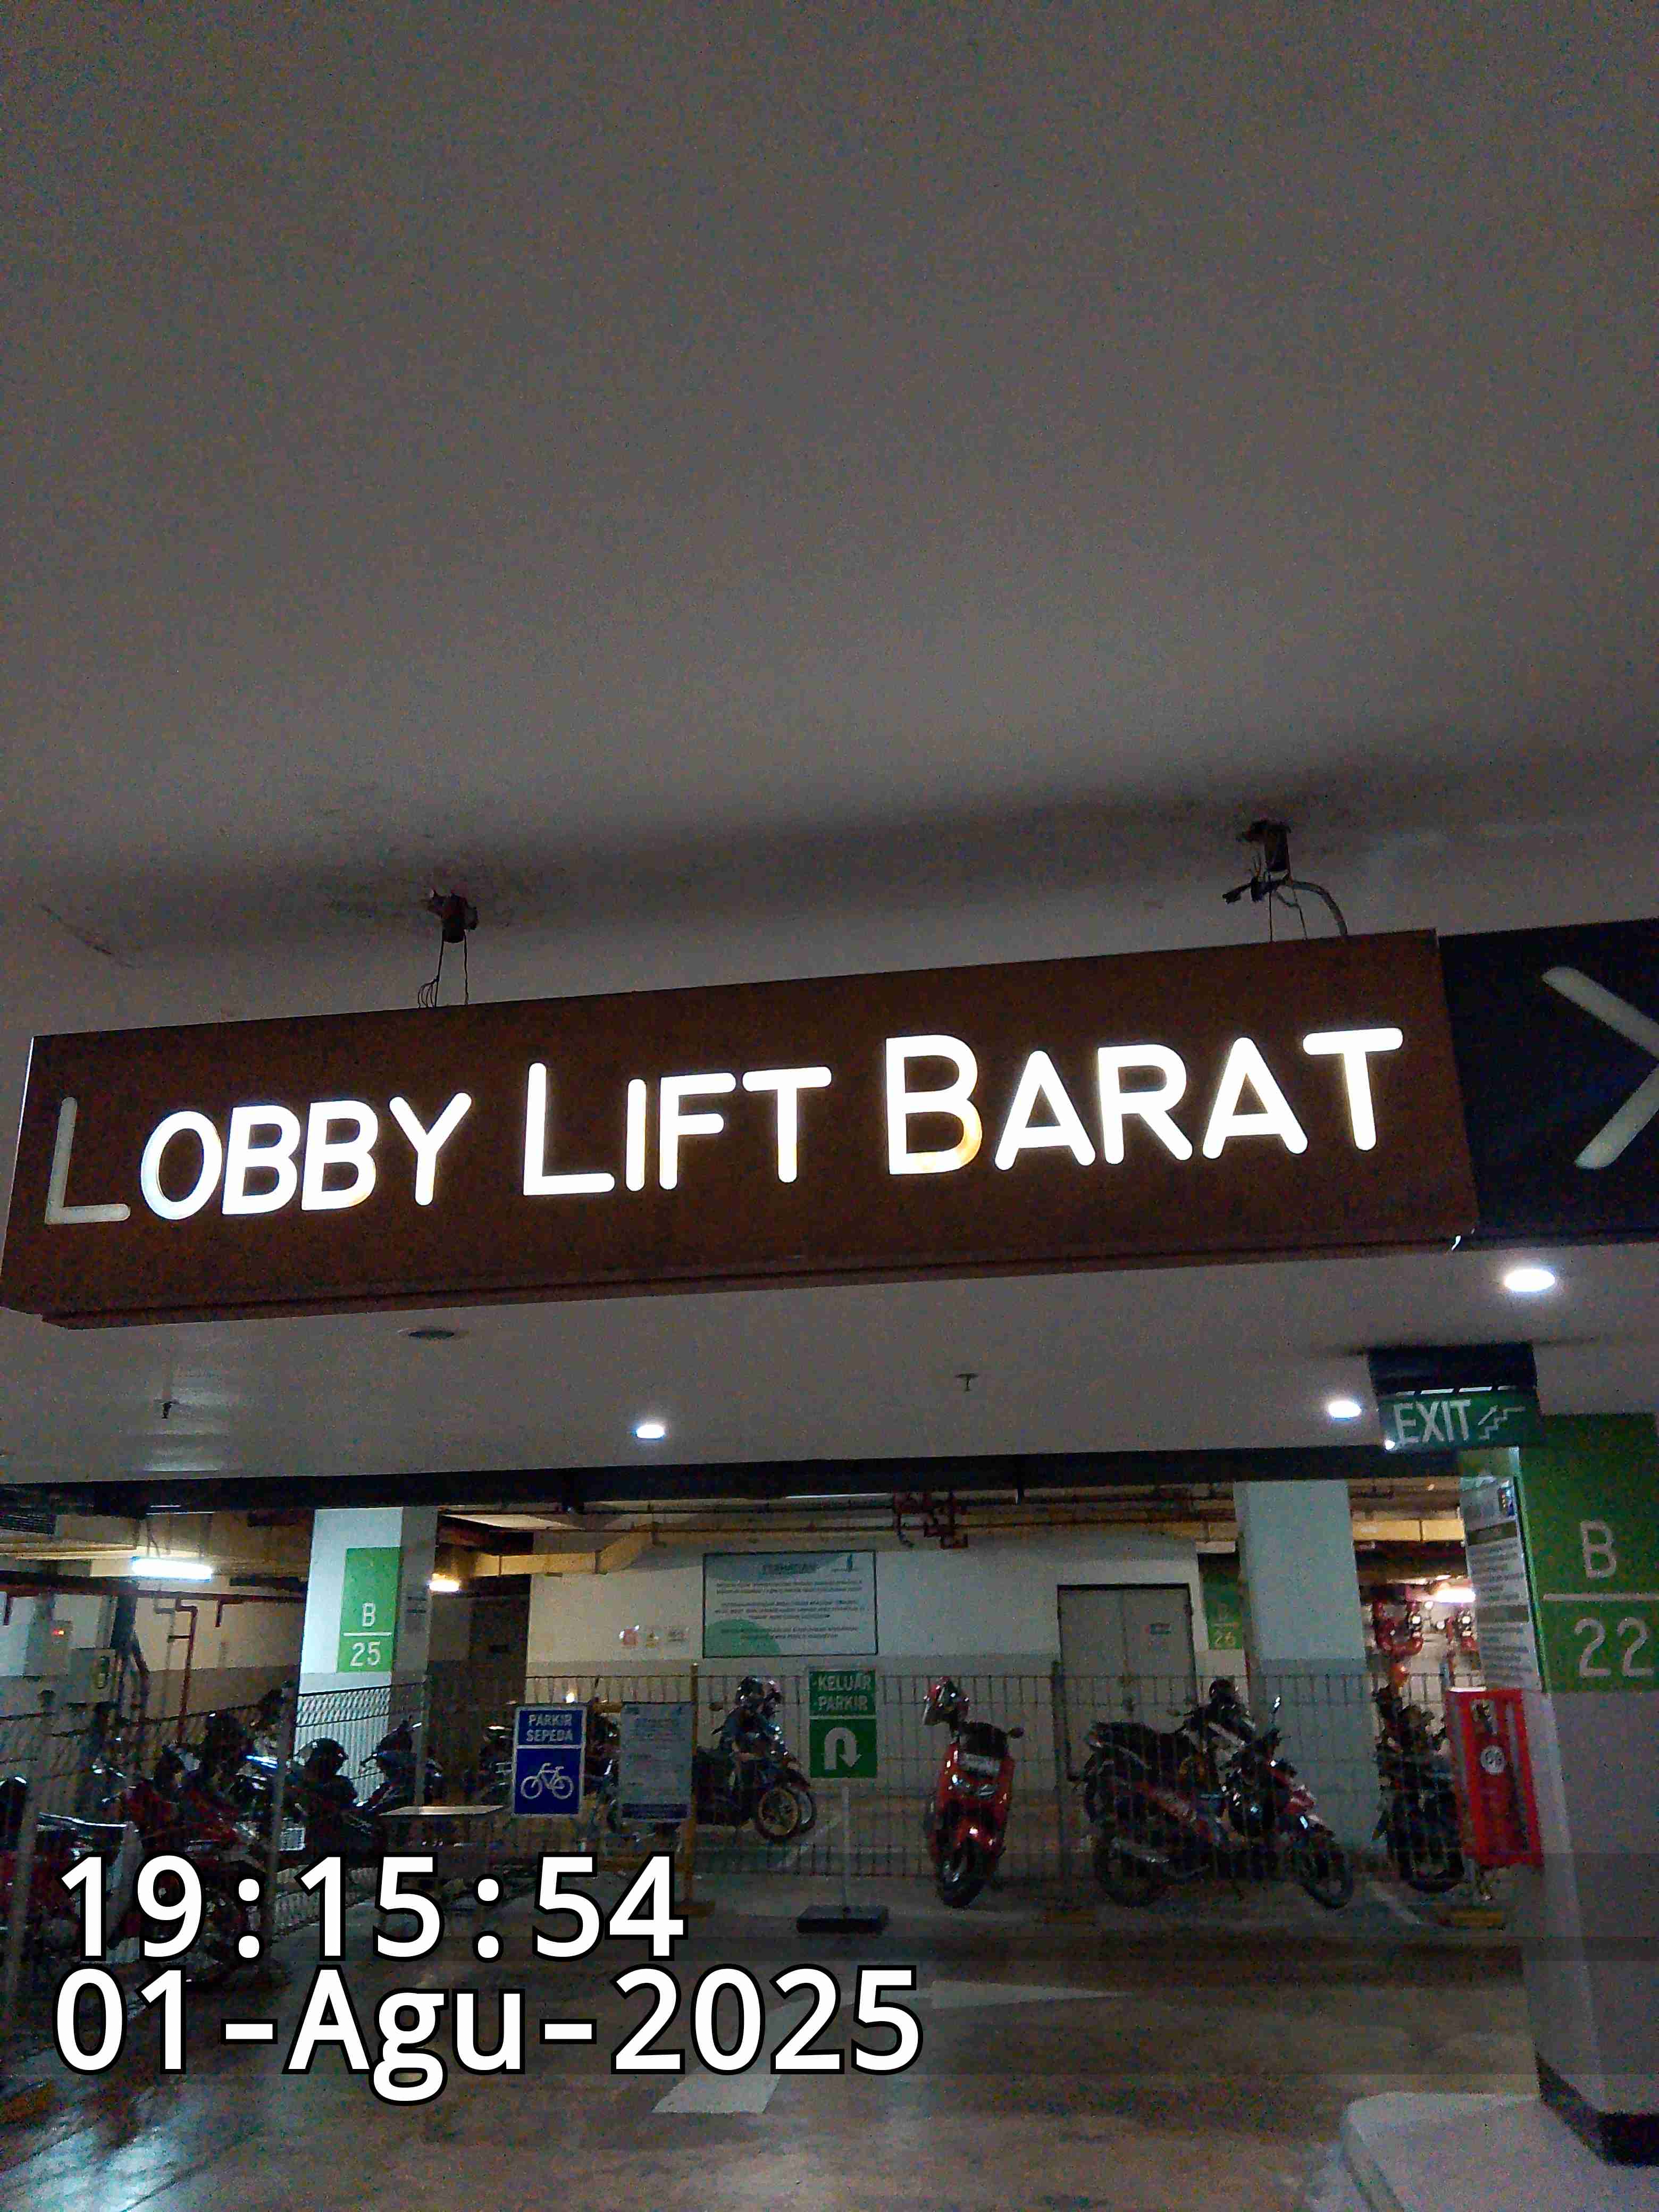 LOBBY LIFT BARAT
EXIT
B
22
B
25
26
PARKIR
SEPEDA
KELUAR
PARKIR
19:15:54
01-Agu-2025